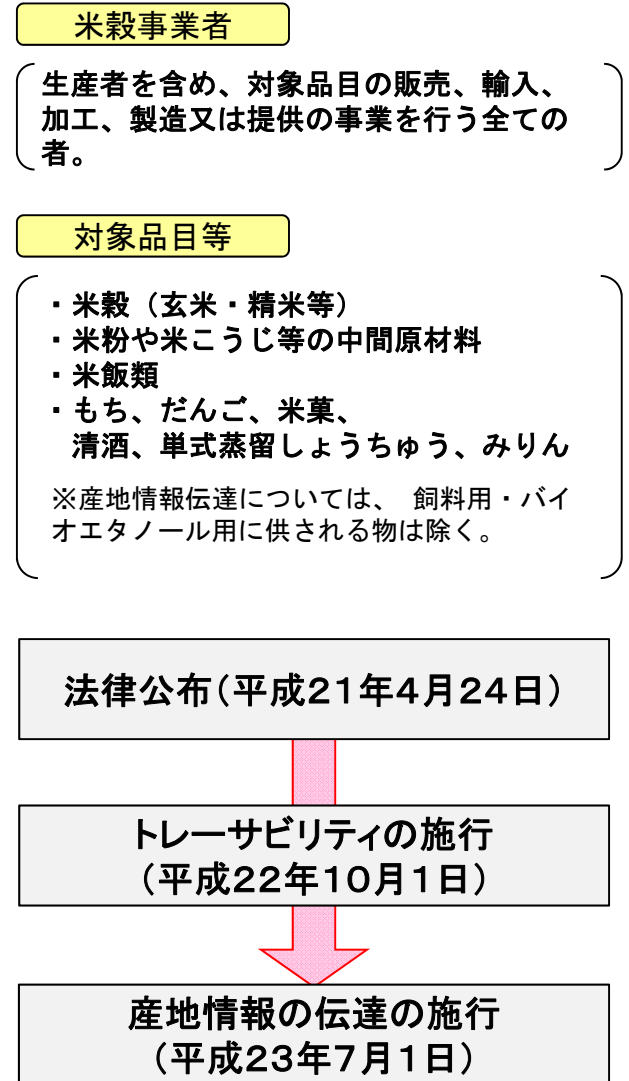 米穀事業者
生産者を含め、対象品目の販売、輸入、
加工、製造又は提供の事業を行う全ての
者。
対象品目等
・米穀（玄米・精米等）
・米粉や米こうじ等の中間原材料
・米飯類
・もち、だんご、米菓、
清酒、単式蒸留しょうちゅう、みりん
※産地情報伝達については、　飼料用・バイ
オエタノール用に供される物は除く。
法律公布（平成２１年４月２４日）
トレーサビリティの施行
（平成２２年１０月１日）
産地情報の伝達の施行
（平成２３年７月１日）